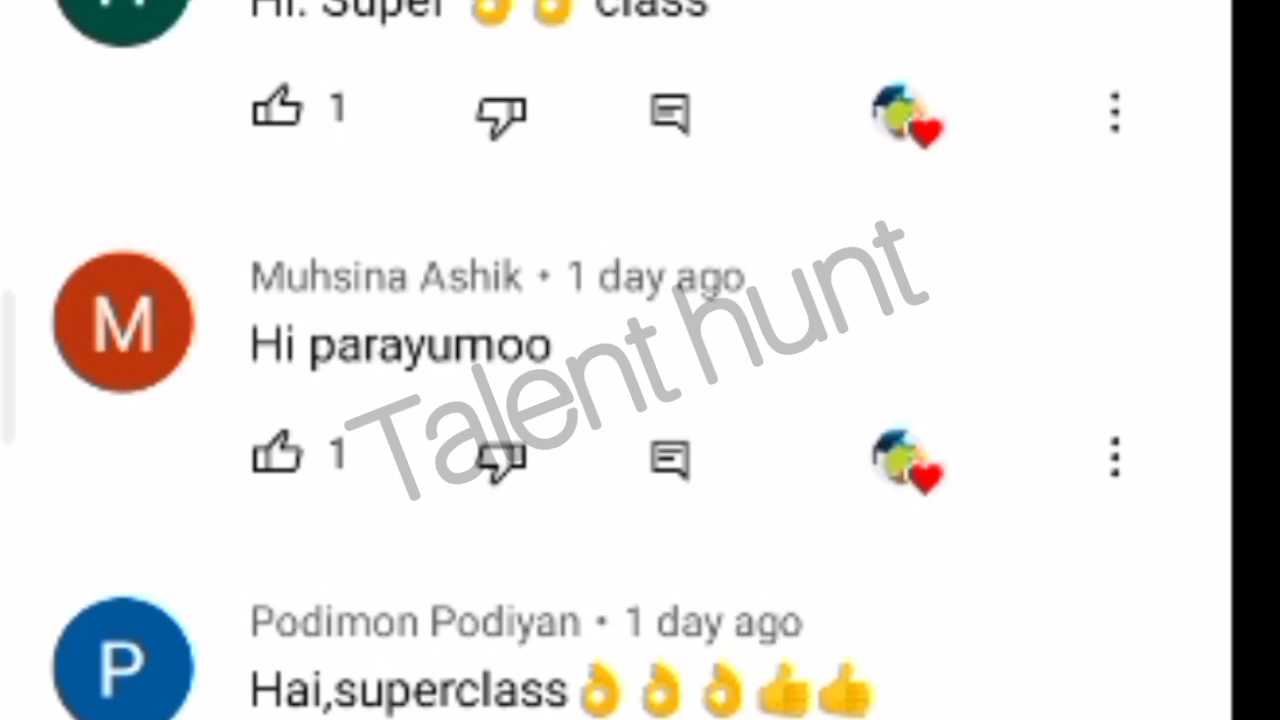 Hi. Super 👌👌 class
1
Muhsina Ashik • 1 day ago
Hi parayumoo
1
Talent hunt
Podimon Podiyan • 1 day ago
Hai,superclass👌👌👌👍👍
M
P